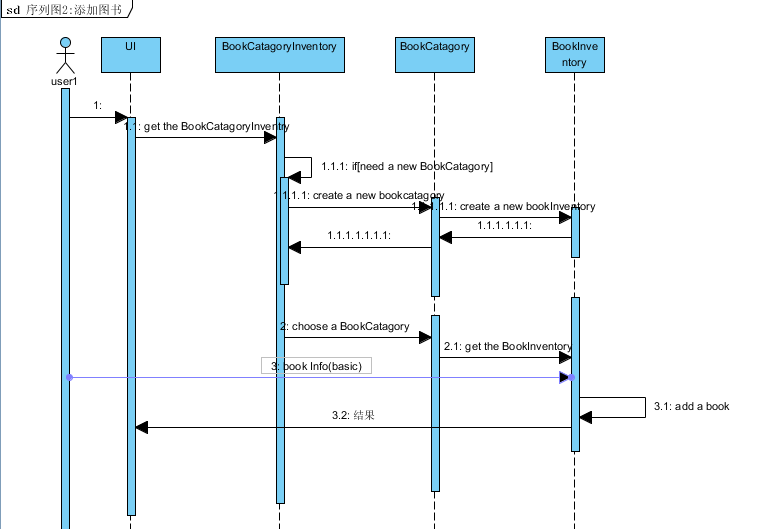 sd 序列图2:添加图书
user1
UI
BookCatagoryInventory
BookCatagory
BookInve
ntory
1:
1.1: get the BookCatagoryInventry
1.1.1: if[need a new BookCatagory]
1.1.1.1: create a new bookcatagory
1.1.1.1.1: create a new bookInventory
1.1.1.1.1.1:
1.1.1.1.1.1.1:
2: choose a BookCatagory
2.1: get the BookInventory
3: book Info(basic)
3.1: add a book
3.2: 结果